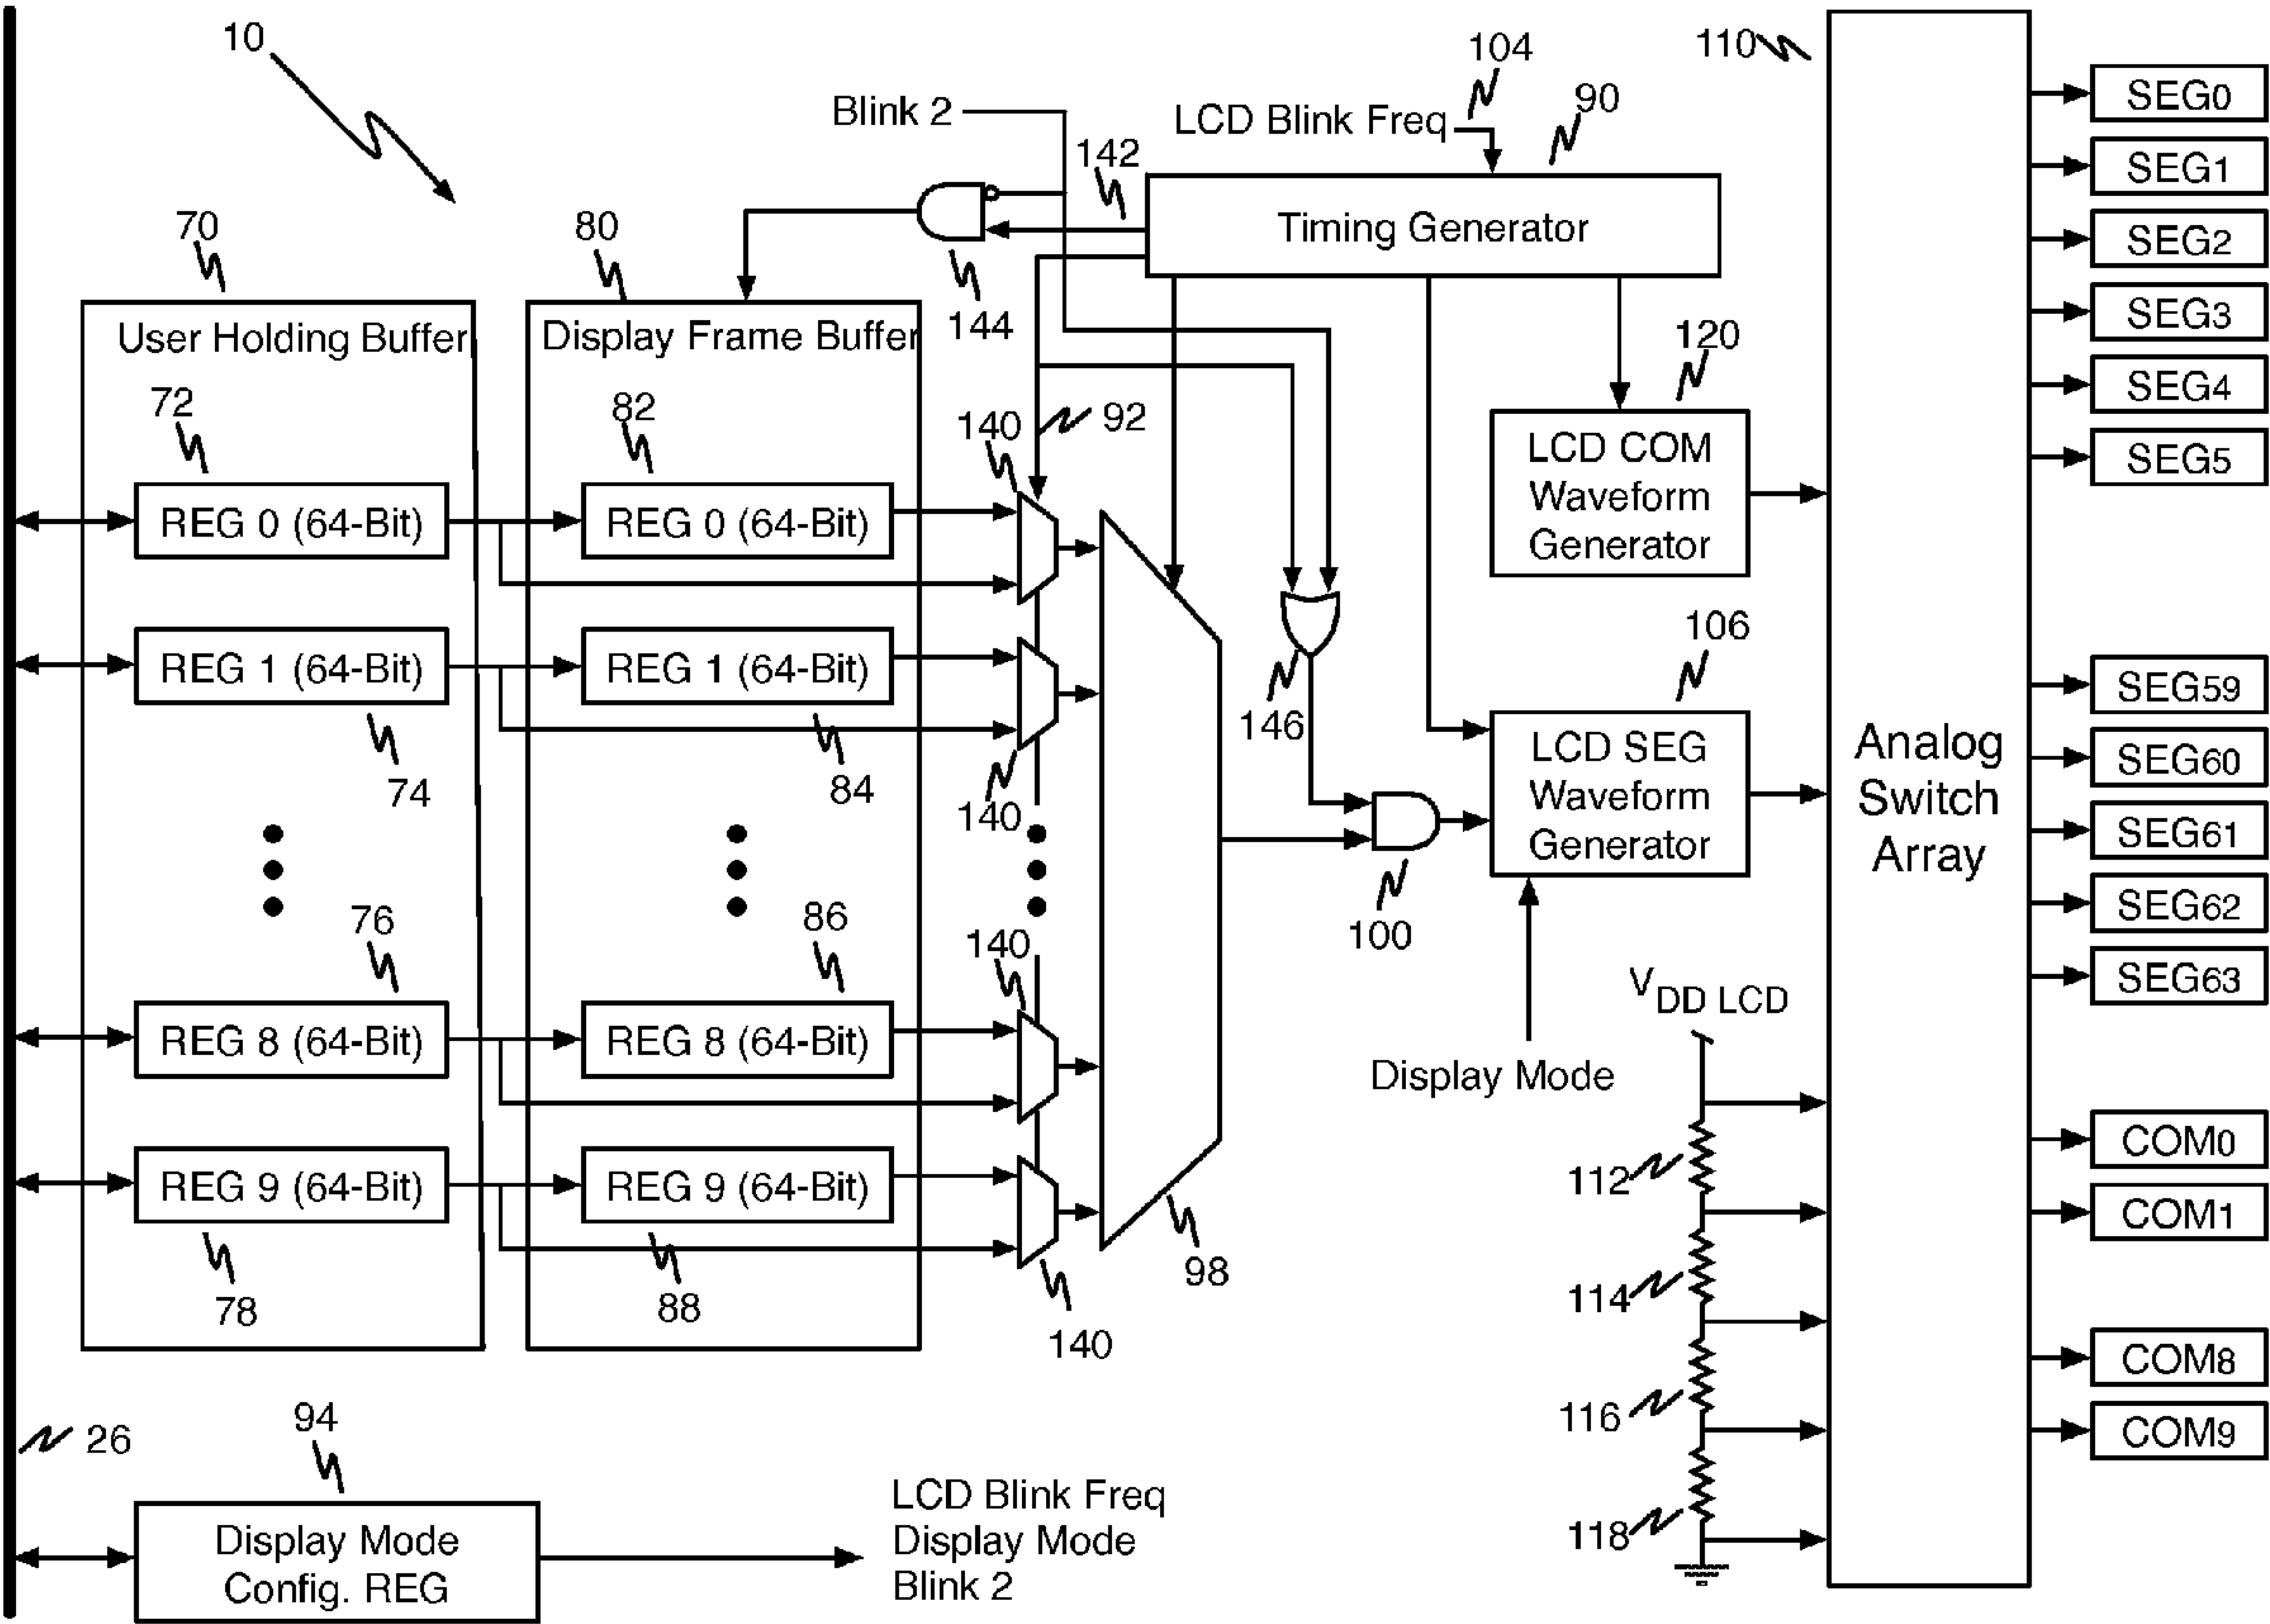 10
104
110
90
SEG0
Blink 2
LCD Blink Freq
142
SEG1
70
80
Timing Generator
SEG2
144
SEG3
User Holding Buffer
Display Frame Buffer
120
SEG4
72
82
140
92
LCD COM
Waveform
Generator
SEG5
REG 0 (64-Bit)
REG 0 (64-Bit)
106
REG 1 (64-Bit)
REG 1 (64-Bit)
146
SEG59
74
84
140
LCD SEG
Waveform
Generator
Analog
Switch
Array
SEG60
SEG61
76
86
140
100
SEG62
SEG63
VDD LCD
REG 8 (64-Bit)
REG 8 (64-Bit)
Display Mode
COM0
REG 9 (64-Bit)
REG 9 (64-Bit)
112
COM1
78
88
98
114
140
COM8
94
116
COM9
26
Display Mode
Config. REG
LCD Blink Freq
Display Mode
Blink 2
118